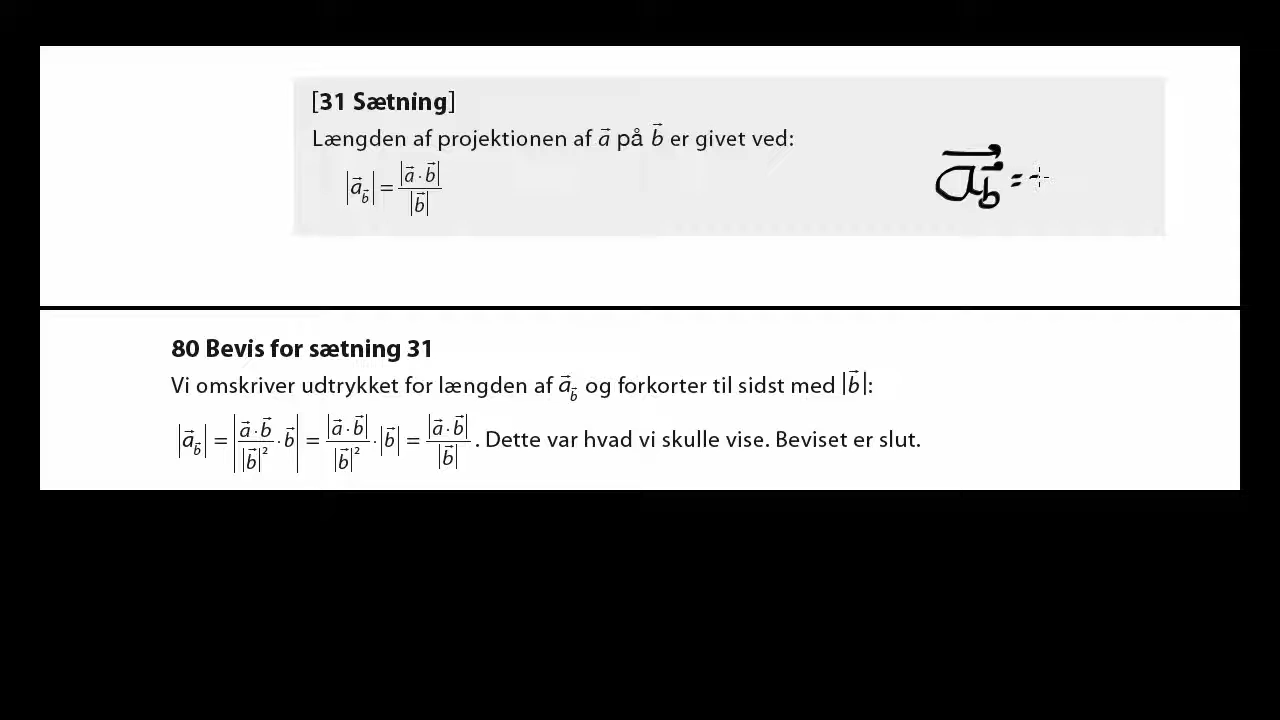 [31 Sætning]
Længden af projektionen af a⃗ på b⃗ er givet ved:
|a⃗_b⃗| = |a⃗ · b⃗| / |b⃗|
a⃗_b⃗ = -
80 Bevis for sætning 31
Vi omskriver udtrykket for længden af a⃗_b⃗ og forkorter til sidst med |b⃗|:
|a⃗_b⃗| = |(a⃗ · b⃗) / |b⃗|² · b⃗| = |a⃗ · b⃗| / |b⃗|² · |b⃗| = |a⃗ · b⃗| / |b⃗| . Dette var hvad vi skulle vise. Beviset er slut.